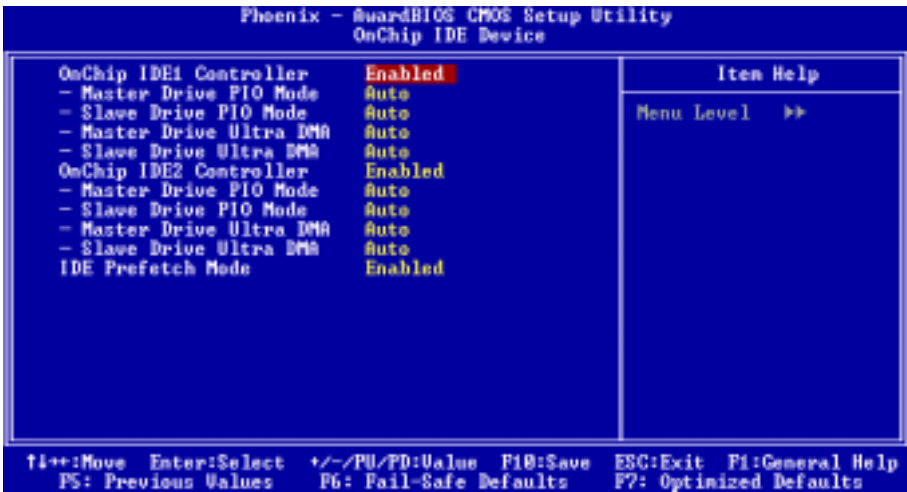 Phoenix - AwardBIOS CMOS Setup Utility
OnChip IDE Device
OnChip IDE1 Controller Enabled
- Master Drive PIO Mode Auto
- Slave Drive PIO Mode Auto
- Master Drive Ultra DMA Auto
- Slave Drive Ultra DMA Auto
OnChip IDE2 Controller Enabled
- Master Drive PIO Mode Auto
- Slave Drive PIO Mode Auto
- Master Drive Ultra DMA Auto
- Slave Drive Ultra DMA Auto
IDE Prefetch Mode Enabled
Item Help
Menu Level ▶▶
↑↓→←:Move Enter:Select +/-/PU/PD:Value F10:Save ESC:Exit F1:General Help
F5: Previous Values F6: Fail-Safe Defaults F7: Optimized Defaults